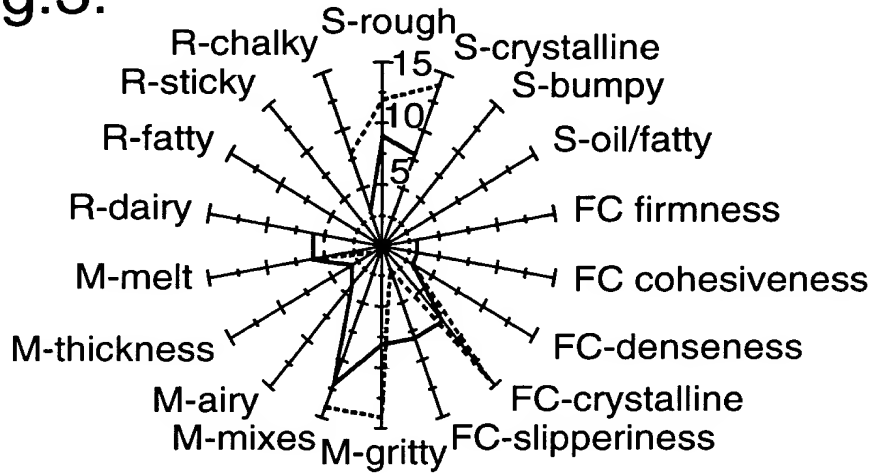 g.3.
S-rough
R-chalky
S-crystalline
15
R-sticky
S-bumpy
10
R-fatty
S-oil/fatty
5
R-dairy
FC firmness
M-melt
FC cohesiveness
M-thickness
FC-denseness
M-airy
FC-crystalline
M-mixes
M-gritty
FC-slipperiness